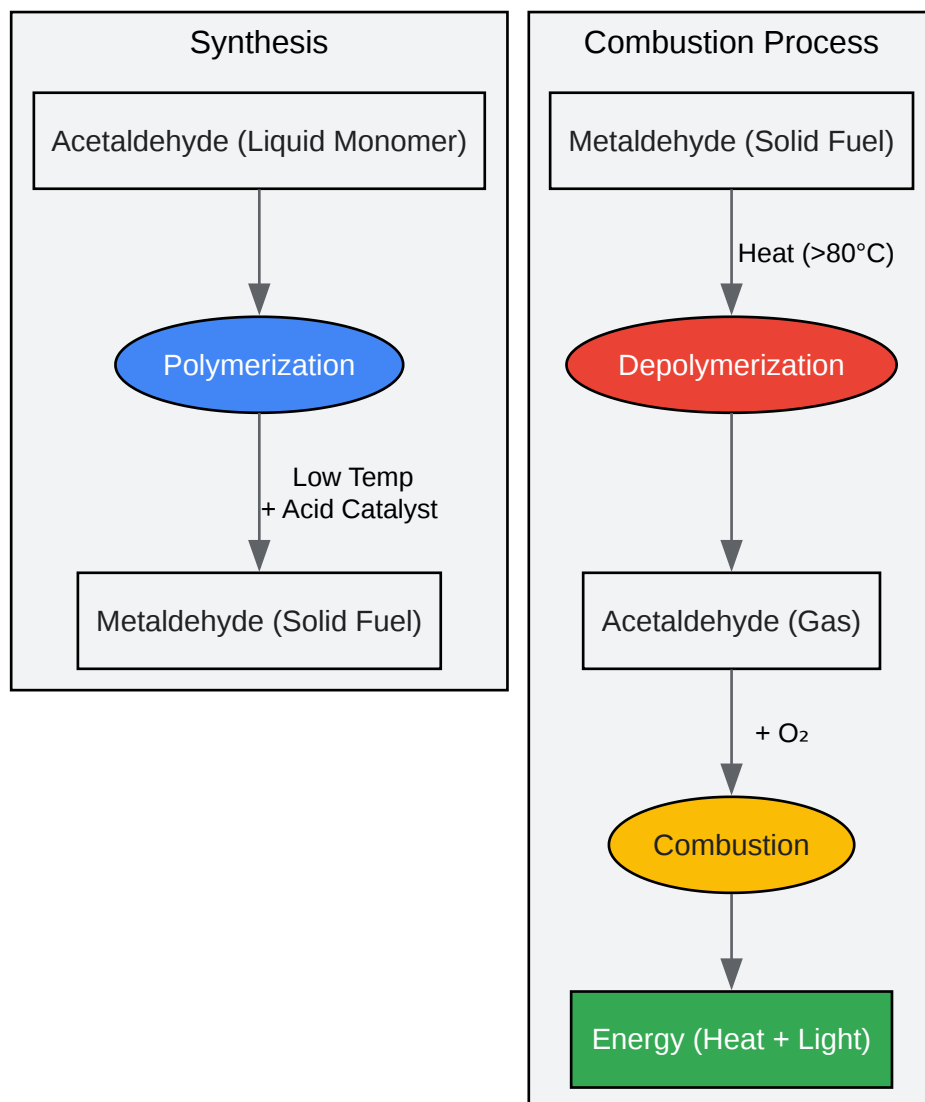 Synthesis
Acetaldehyde (Liquid Monomer)
Polymerization
Low Temp
+ Acid Catalyst
Metaldehyde (Solid Fuel)
Combustion Process
Metaldehyde (Solid Fuel)
Heat (>80°C)
Depolymerization
Acetaldehyde (Gas)
+ O₂
Combustion
Energy (Heat + Light)